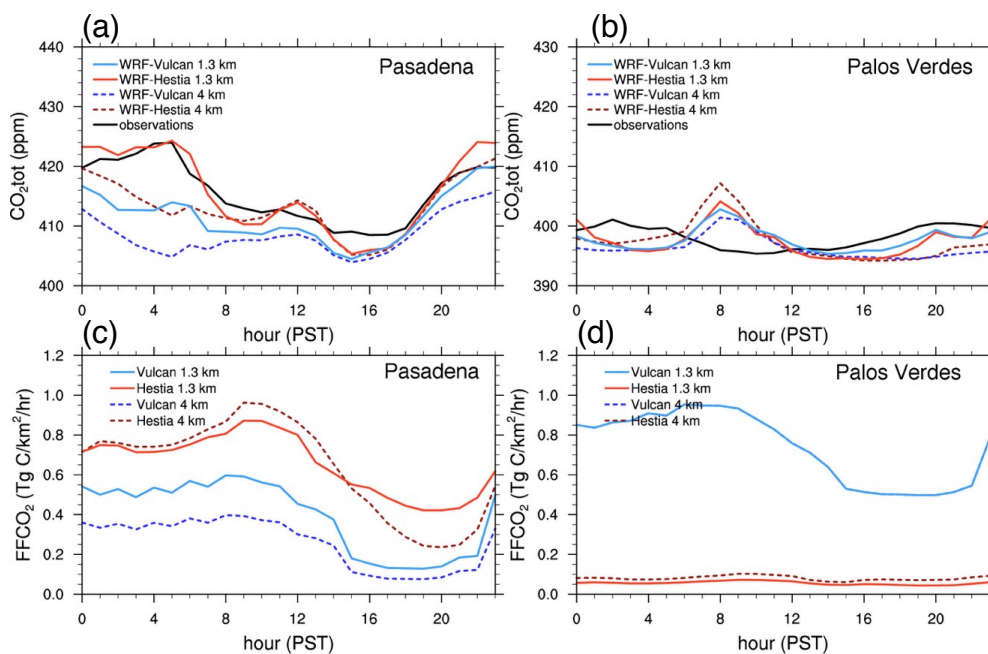 (a)
440
430
420
410
400
CO₂tot (ppm)
WRF-Vulcan 1.3 km
WRF-Hestia 1.3 km
WRF-Vulcan 4 km
WRF-Hestia 4 km
observations
Pasadena
0 4 8 12 16 20
hour (PST)
(b)
430
420
410
400
390
CO₂tot (ppm)
WRF-Vulcan 1.3 km
WRF-Hestia 1.3 km
WRF-Vulcan 4 km
WRF-Hestia 4 km
observations
Palos Verdes
0 4 8 12 16 20
hour (PST)
(c)
1.2
1.0
0.8
0.6
0.4
0.2
0.0
FFCO₂ (Tg C/km²/hr)
Vulcan 1.3 km
Hestia 1.3 km
Vulcan 4 km
Hestia 4 km
Pasadena
0 4 8 12 16 20
hour (PST)
(d)
1.2
1.0
0.8
0.6
0.4
0.2
0.0
FFCO₂ (Tg C/km²/hr)
Vulcan 1.3 km
Hestia 1.3 km
Vulcan 4 km
Hestia 4 km
Palos Verdes
0 4 8 12 16 20
hour (PST)